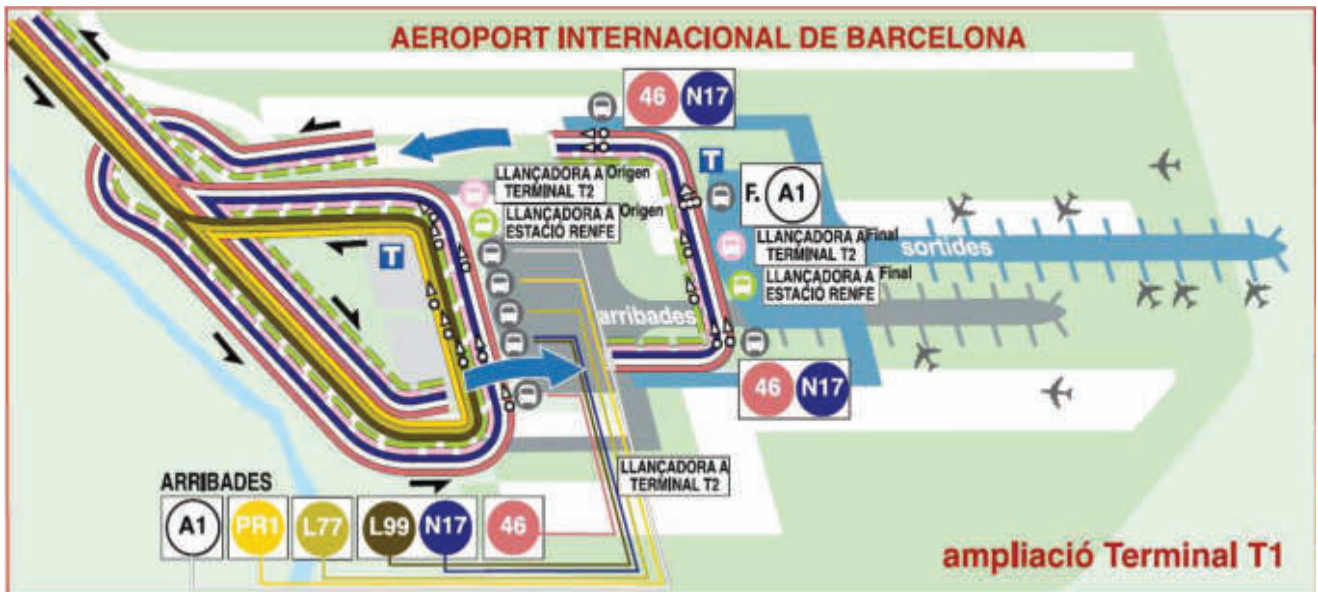 AEROPORT INTERNACIONAL DE BARCELONA
46 N17
T
LLANÇADORA A Origen
TERMINAL T2
LLANÇADORA A Origen
ESTACIÓ RENFE
F. A1
LLANÇADORA A Final
TERMINAL T2
LLANÇADORA A Final
ESTACIÓ RENFE
sortides
T
arribades
46 N17
LLANÇADORA A
TERMINAL T2
ARRIBADES
A1 PR1 L77 L99 N17 46
ampliació Terminal T1